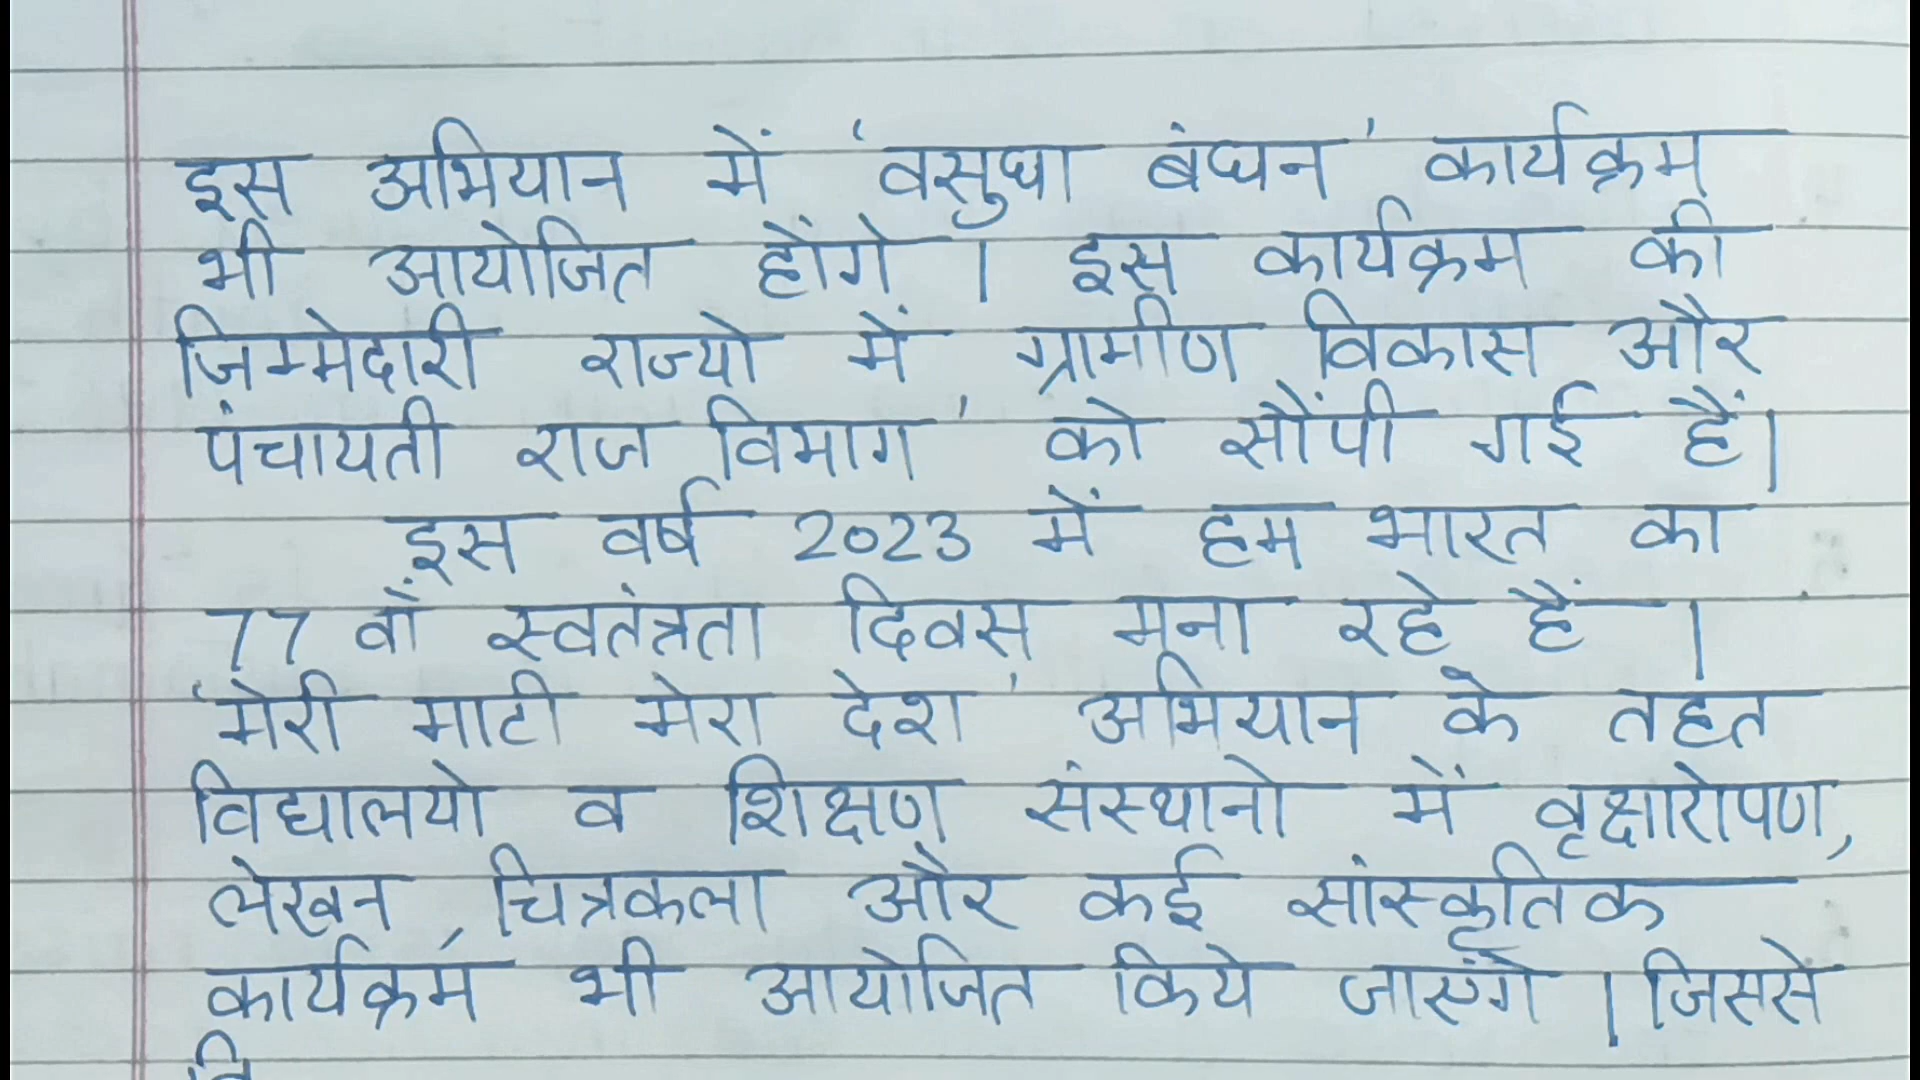 इस अभियान में 'वसुधा बंधन' कार्यक्रम
भी आयोजित होंगे । इस कार्यक्रम की
जिम्मेदारी राज्यो में 'ग्रामीण विकास और
पंचायती राज विभाग' को सौंपी गई हैं।
इस वर्ष 2023 में हम भारत का
77 वाँ स्वतंत्रता दिवस मना रहे हैं ।
'मेरी माटी मेरा देश' अभियान के तहत
विद्यालयो व शिक्षण संस्थानो में वृक्षारोपण,
लेखन, चित्रकला और कई सांस्कृतिक
कार्यक्रम भी आयोजित किये जाएंगे । जिससे